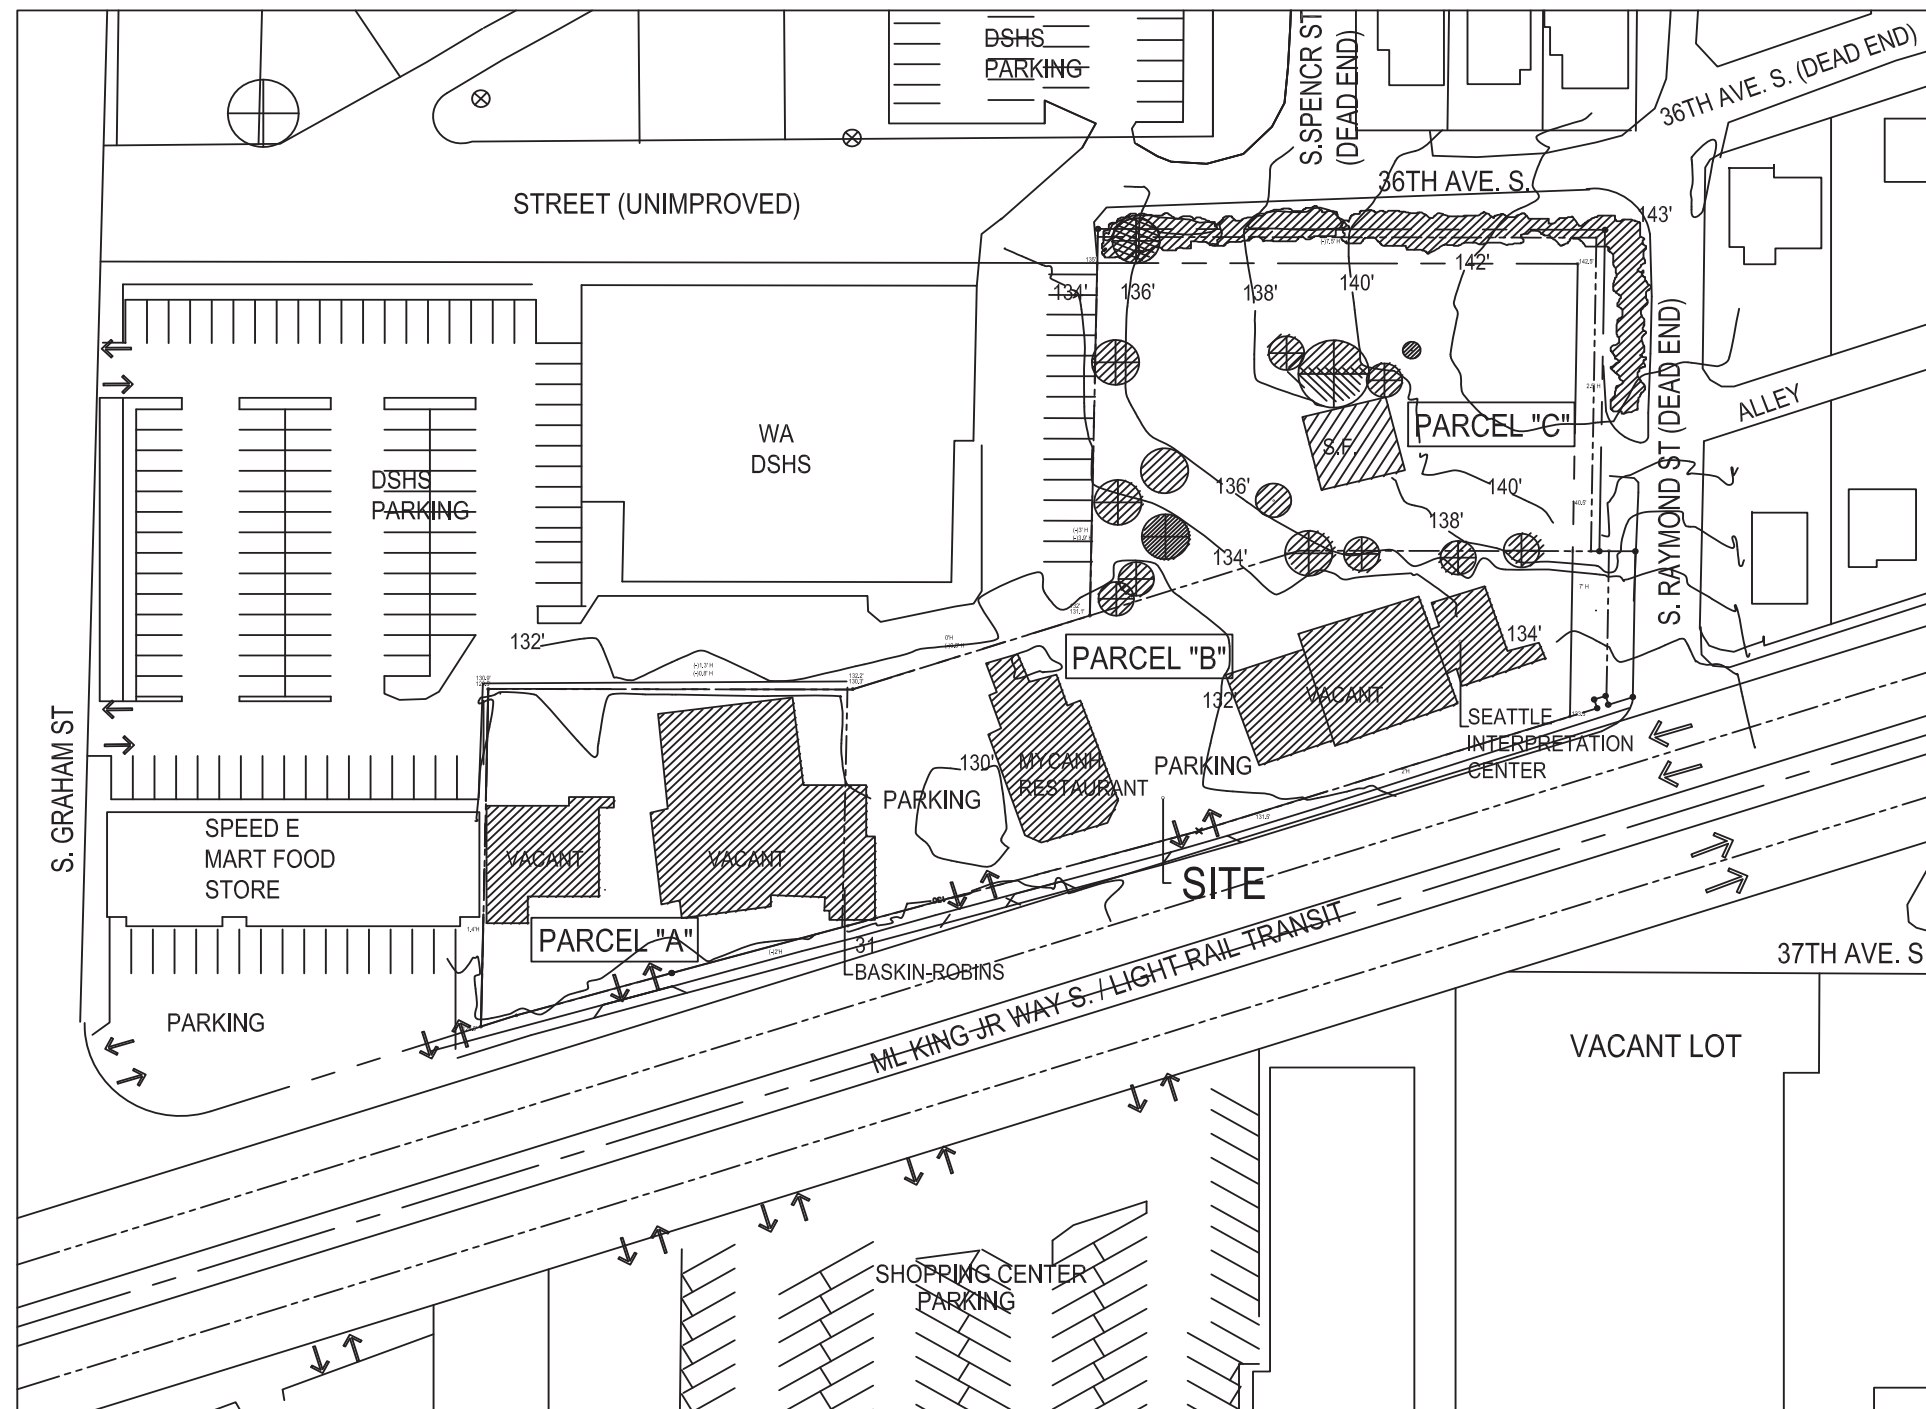 DSHS
PARKING
S.SPENCR ST
(DEAD END)
36TH AVE. S. (DEAD END)
36TH AVE. S.
STREET (UNIMPROVED)
143'
142'
134'
136'
138'
140'
S. RAYMOND ST (DEAD END)
ALLEY
PARCEL "C"
S.F.
WA
DSHS
DSHS
PARKING
136'
140'
138'
134'
132'
PARCEL "B"
134'
132'
VACANT
SEATTLE
INTERPRETATION
CENTER
130'
MYCANH
RESTAURANT
PARKING
PARKING
S. GRAHAM ST
SPEED E
MART FOOD
STORE
VACANT
VACANT
SITE
PARCEL "A"
31
BASKIN-ROBINS
37TH AVE. S
PARKING
ML KING JR WAY S. / LIGHT RAIL TRANSIT
VACANT LOT
SHOPPING CENTER
PARKING